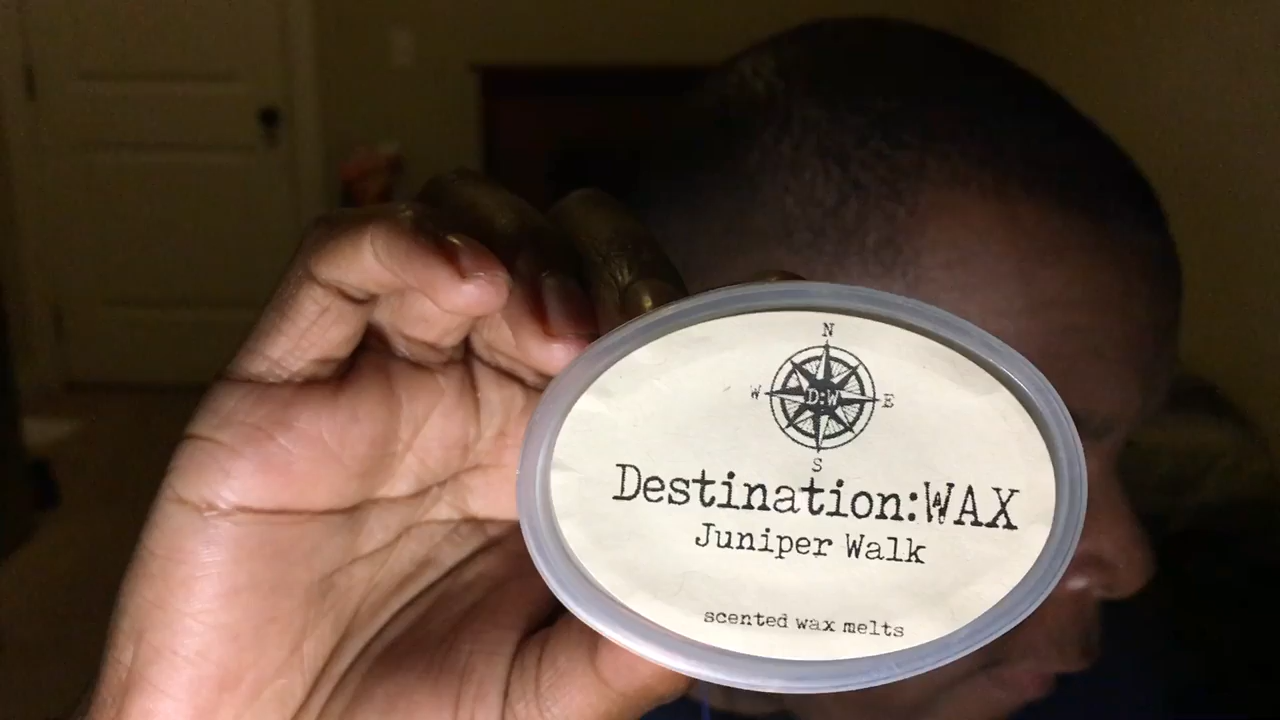 N
W D:W E
S
Destination:WAX
Juniper Walk
scented wax melts